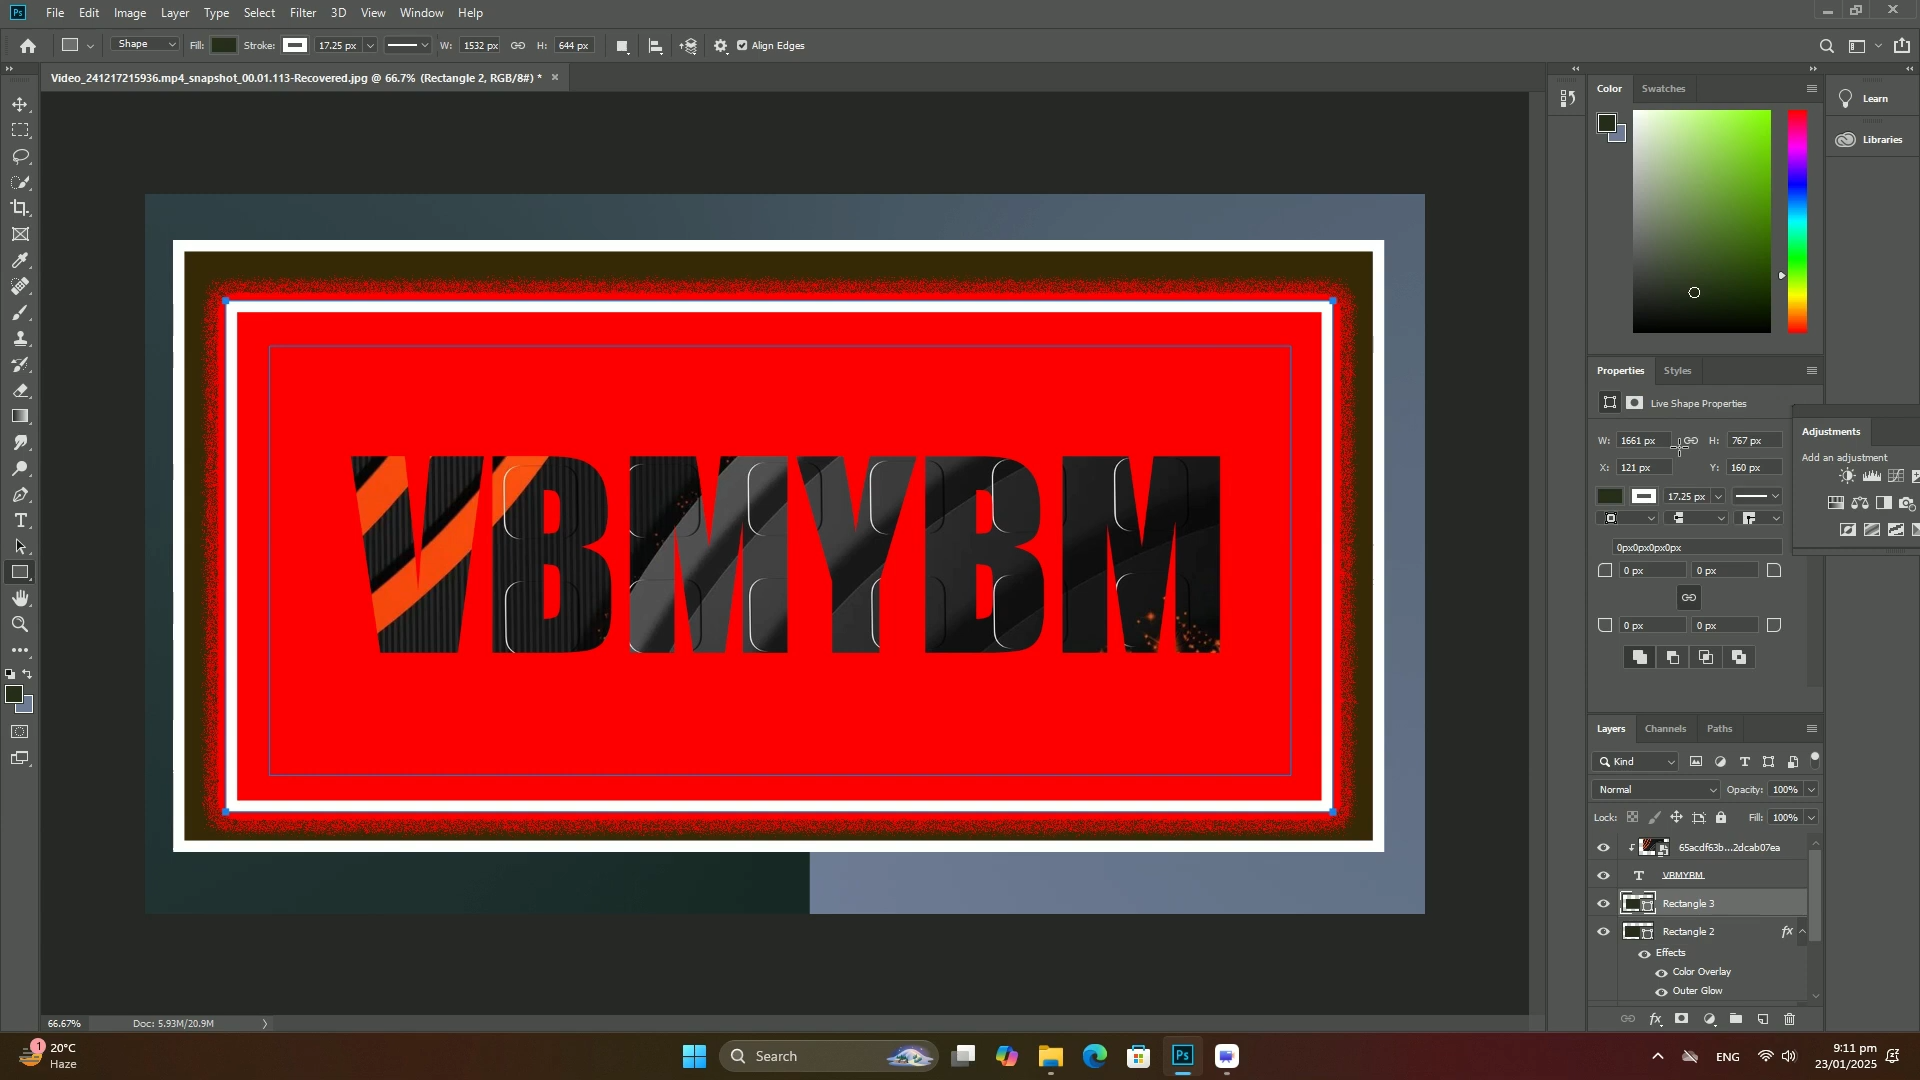 Ps File Edit Image Layer Type Select Filter 3D View Window Help
Shape Fill: Stroke: 17.25 px W: 1532 px H: 644 px Align Edges
Video_241217215936.mp4_snapshot_00.01.113-Recovered.jpg @ 66.7% (Rectangle 2, RGB/8#) *
Color Swatches
Learn
Libraries
VBMYBM
Properties Styles
Live Shape Properties
W: 1661 px H: 767 px
X: 121 px Y: 160 px
17.25 px
0px0px0px0px
0 px 0 px
0 px 0 px
Adjustments
Add an adjustment
Layers Channels Paths
Kind
Normal Opacity: 100%
Lock: Fill: 100%
65acdf63b...2dcab07ea
T VBMYBM
Rectangle 3
Rectangle 2 fx
Effects
Color Overlay
Outer Glow
fx
66.67% Doc: 5.93M/20.9M
1 20°C
Haze
Search
Ps
ENG
9:11 pm
23/01/2025